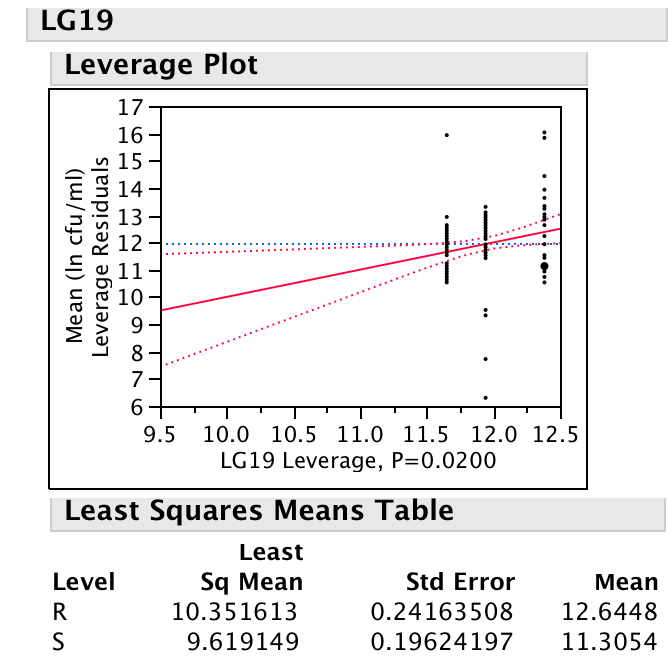 LG19
Leverage Plot
Mean (ln cfu/ml)
Leverage Residuals
17
16
15
14
13
12
11
10
9
8
7
6
9.5 10.0 10.5 11.0 11.5 12.0 12.5
LG19 Leverage, P=0.0200
Least Squares Means Table
Least
Level Sq Mean Std Error Mean
R 10.351613 0.24163508 12.6448
S 9.619149 0.19624197 11.3054